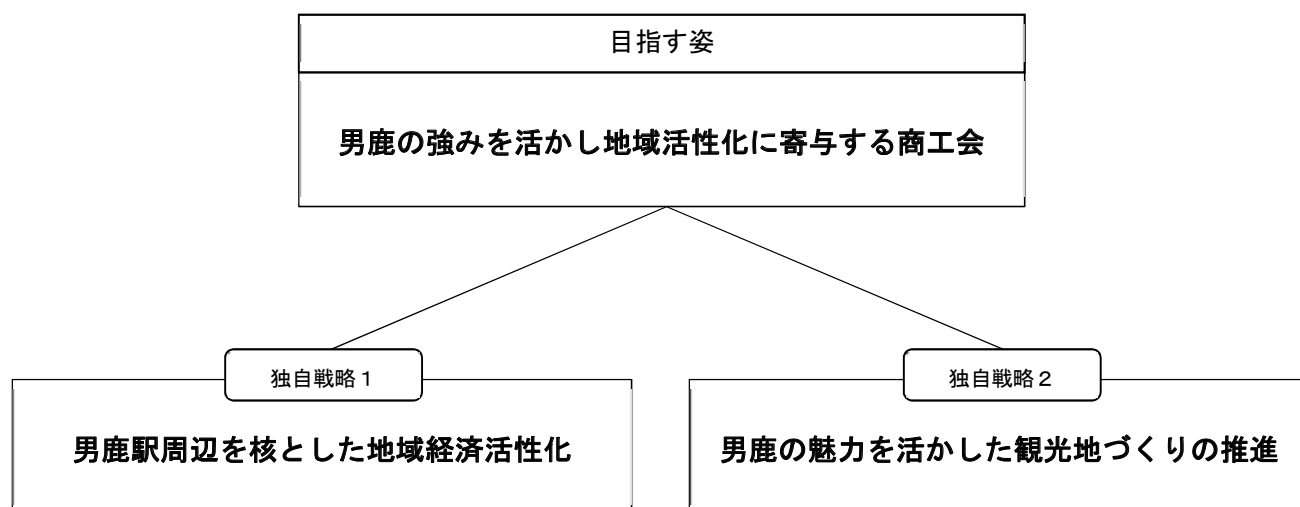 目指す姿
男鹿の強みを活かし地域活性化に寄与する商工会
独自戦略１
男鹿駅周辺を核とした地域経済活性化
独自戦略２
男鹿の魅力を活かした観光地づくりの推進